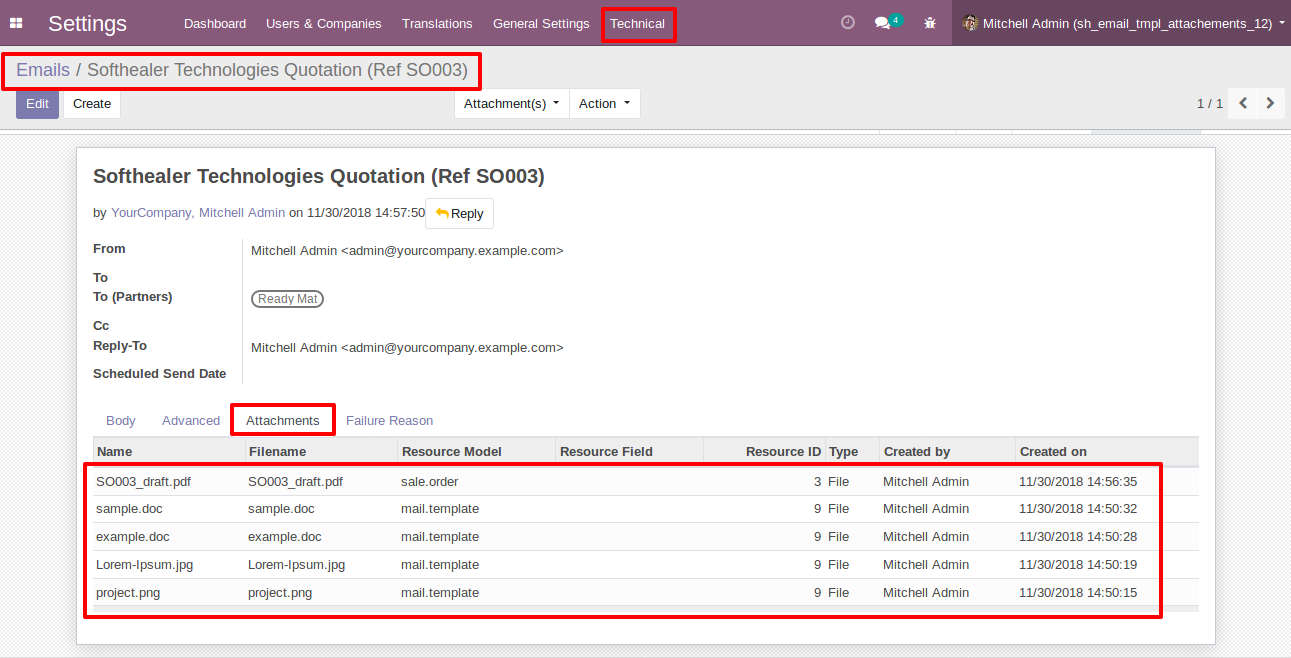 Settings Dashboard Users & Companies Translations General Settings Technical 4 Mitchell Admin (sh_email_tmpl_attachements_12)
Emails / Softhealer Technologies Quotation (Ref SO003)
Edit Create Attachment(s) Action 1 / 1
Softhealer Technologies Quotation (Ref SO003)
by YourCompany, Mitchell Admin on 11/30/2018 14:57:50 Reply
From Mitchell Admin <admin@yourcompany.example.com>
To
To (Partners) Ready Mat
Cc
Reply-To Mitchell Admin <admin@yourcompany.example.com>
Scheduled Send Date
Body Advanced Attachments Failure Reason
Name Filename Resource Model Resource Field Resource ID Type Created by Created on
SO003_draft.pdf SO003_draft.pdf sale.order 3 File Mitchell Admin 11/30/2018 14:56:35
sample.doc sample.doc mail.template 9 File Mitchell Admin 11/30/2018 14:50:32
example.doc example.doc mail.template 9 File Mitchell Admin 11/30/2018 14:50:28
Lorem-Ipsum.jpg Lorem-Ipsum.jpg mail.template 9 File Mitchell Admin 11/30/2018 14:50:19
project.png project.png mail.template 9 File Mitchell Admin 11/30/2018 14:50:15